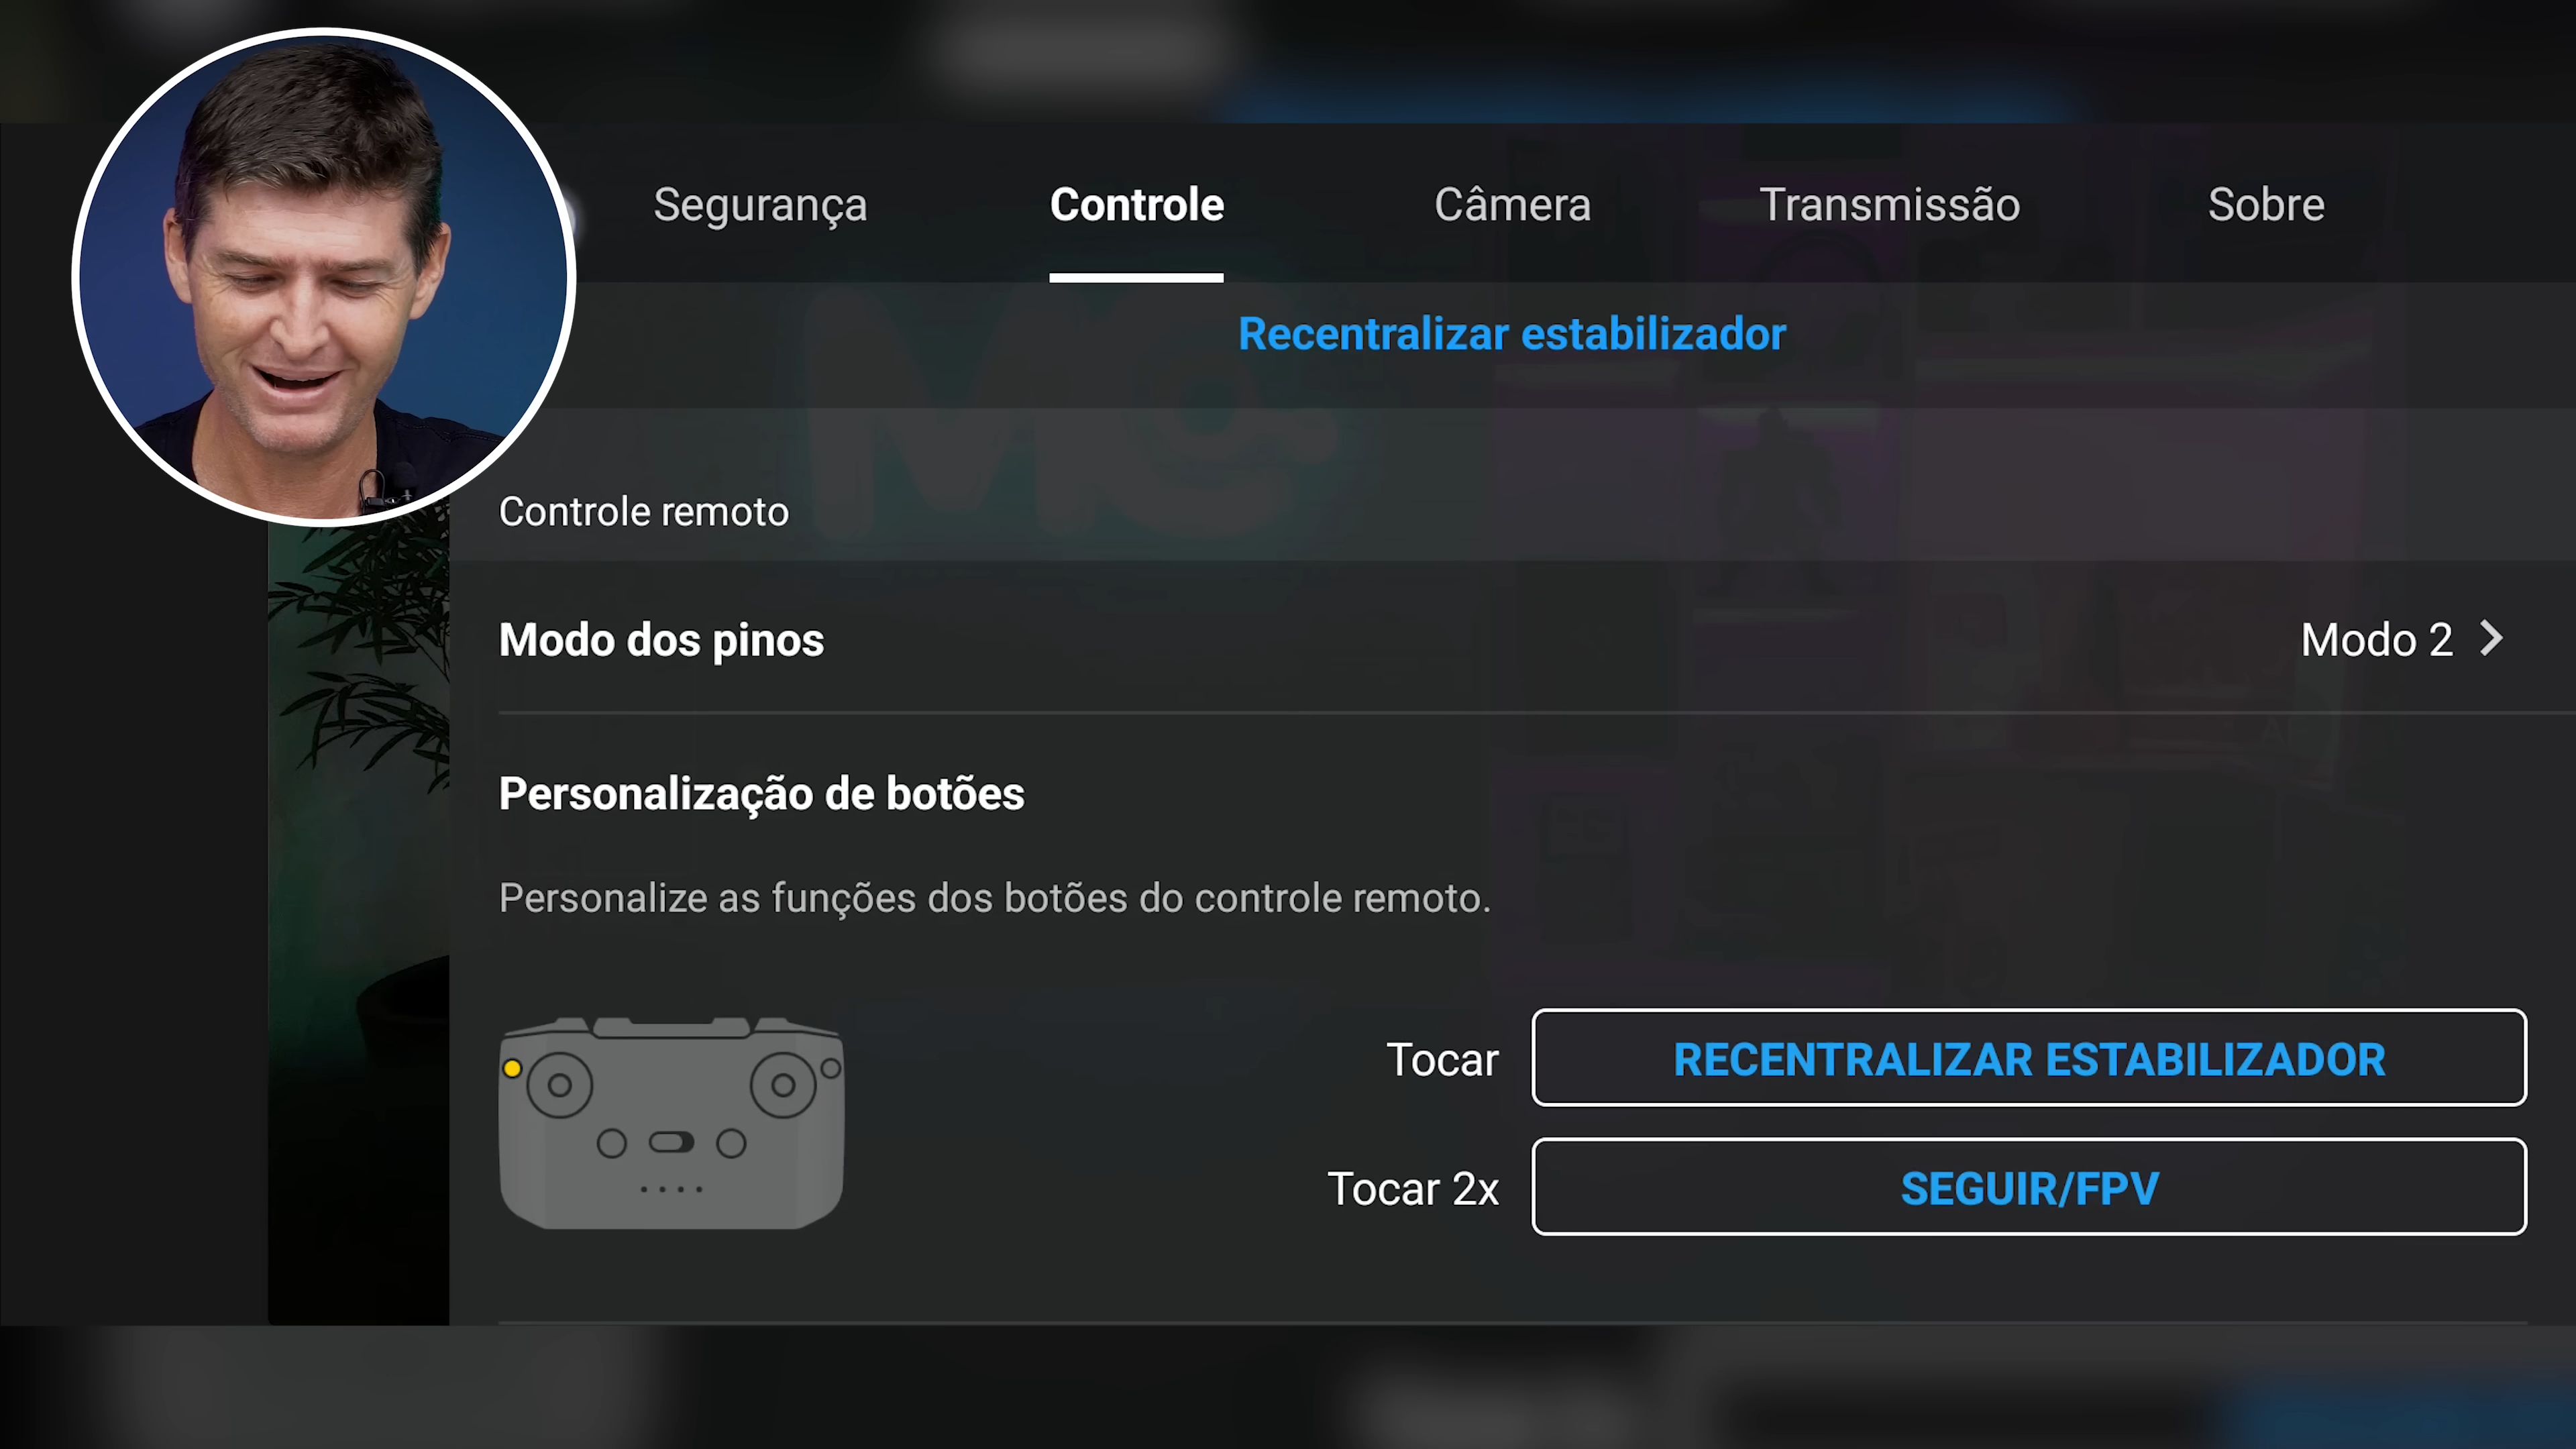 Segurança
Controle
Câmera
Transmissão
Sobre
Recentralizar estabilizador
Controle remoto
Modo dos pinos
Modo 2
Personalização de botões
Personalize as funções dos botões do controle remoto.
Tocar
RECENTRALIZAR ESTABILIZADOR
Tocar 2x
SEGUIR/FPV